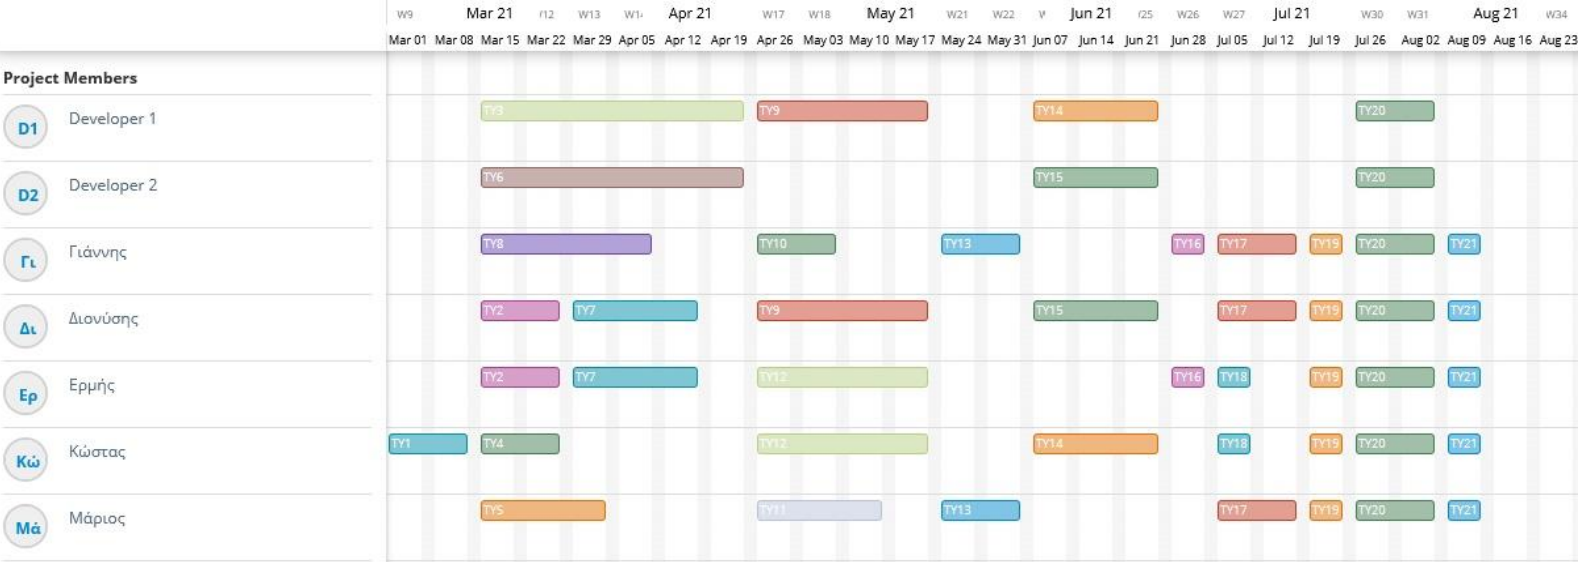 W9 Mar 21 /12 W13 W1 Apr 21 W17 W18 May 21 W21 W22 Jun 21 /25 W26 W27 Jul 21 W30 W31 Aug 21 W34
Mar 01 Mar 08 Mar 15 Mar 22 Mar 29 Apr 05 Apr 12 Apr 19 Apr 26 May 03 May 10 May 17 May 24 May 31 Jun 07 Jun 14 Jun 21 Jun 28 Jul 05 Jul 12 Jul 19 Jul 26 Aug 02 Aug 09 Aug 16 Aug 23
Project Members
D1 Developer 1 TY3 TY9 TY14 TY20
D2 Developer 2 TY6 TY15 TY20
Γι Γιάννης TY8 TY10 TY13 TY16 TY17 TY19 TY20 TY21
Δι Διονύσης TY2 TY7 TY9 TY15 TY17 TY19 TY20 TY21
Ερ Ερμής TY2 TY7 TY12 TY16 TY18 TY19 TY20 TY21
Κώ Κώστας TY1 TY4 TY12 TY14 TY18 TY19 TY20 TY21
Μά Μάριος TY5 TY11 TY13 TY17 TY19 TY20 TY21